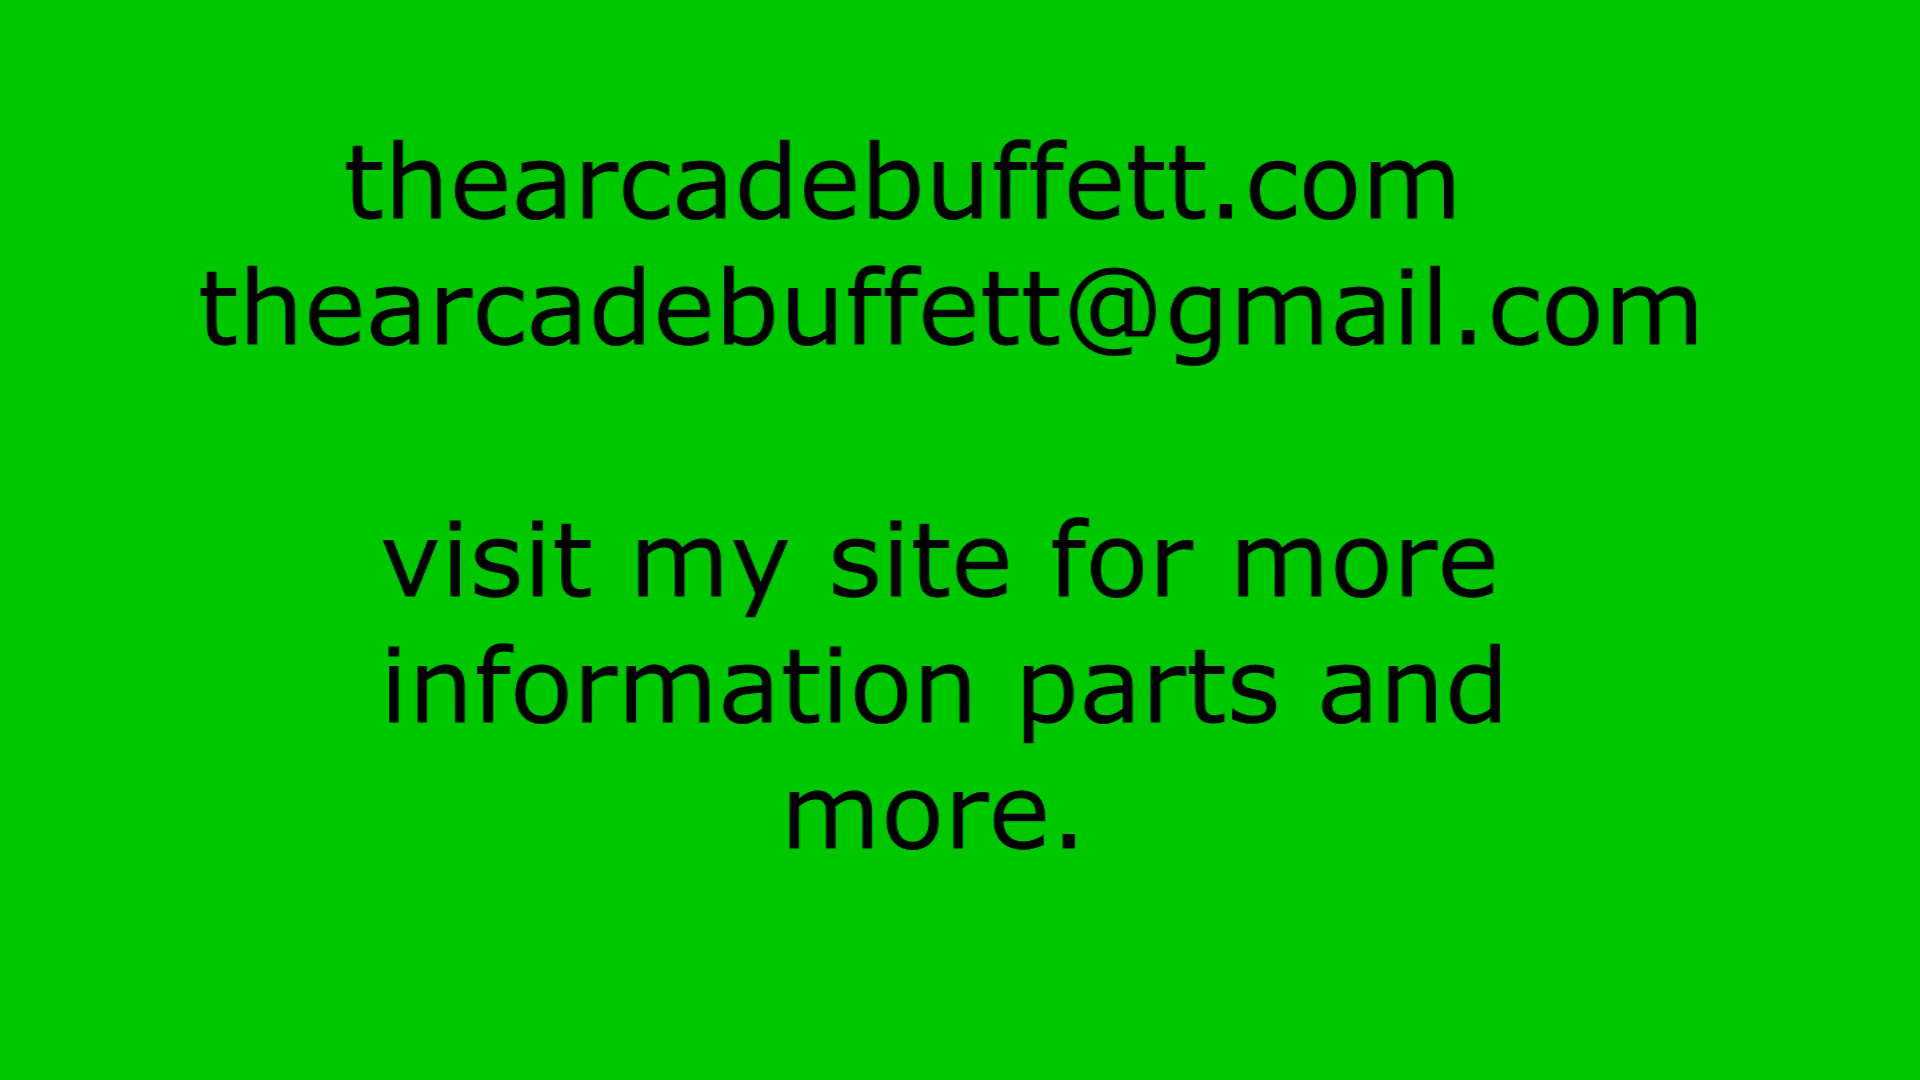 thearcadebuffett.com
thearcadebuffett@gmail.com
visit my site for more
information parts and
more.